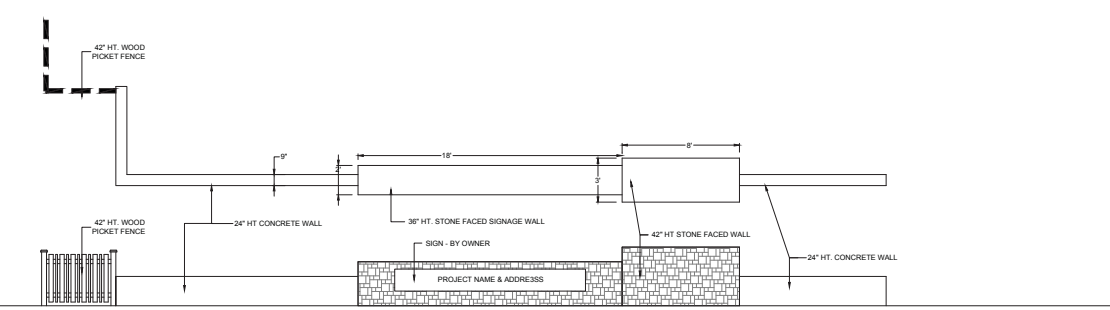 42" HT. WOOD
PICKET FENCE
9"
18'
2'
8'
3'
36" HT. STONE FACED SIGNAGE WALL
42" HT. WOOD
PICKET FENCE
24" HT CONCRETE WALL
42" HT STONE FACED WALL
SIGN - BY OWNER
24" HT. CONCRETE WALL
PROJECT NAME & ADDRE3SS